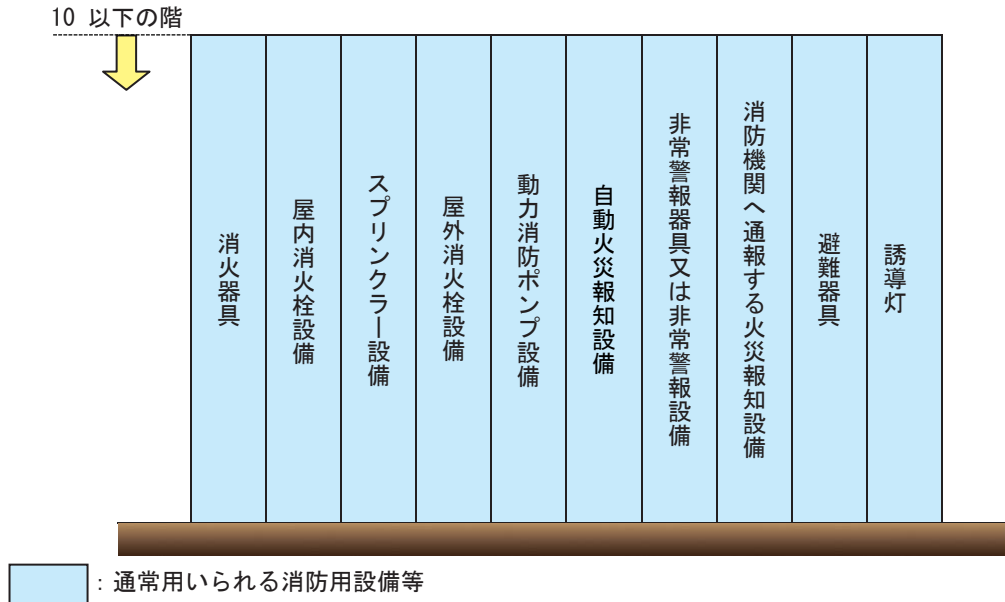 10 以下の階
消火器具
屋内消火栓設備
スプリンクラー設備
屋外消火栓設備
動力消防ポンプ設備
自動火災報知設備
非常警報器具又は非常警報設備
消防機関へ通報する火災報知設備
避難器具
誘導灯
：通常用いられる消防用設備等